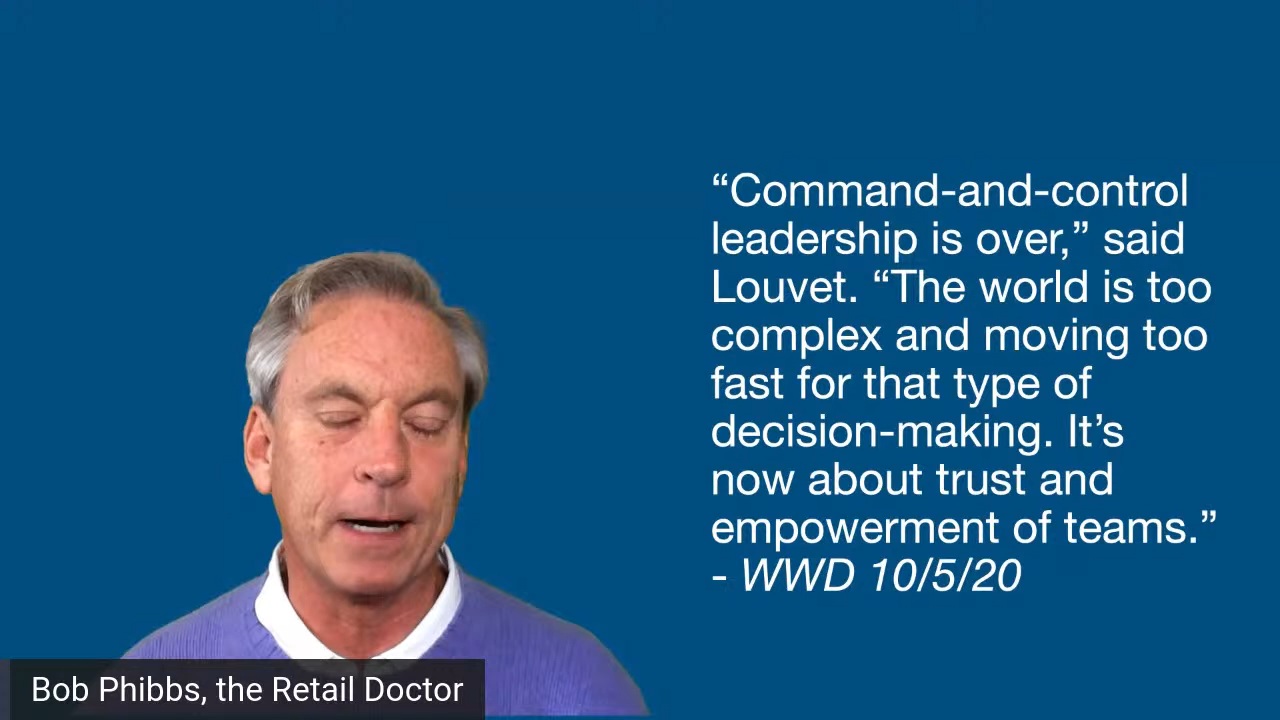 “Command-and-control
leadership is over,” said
Louvet. “The world is too
complex and moving too
fast for that type of
decision-making. It’s
now about trust and
empowerment of teams.”
- WWD 10/5/20
Bob Phibbs, the Retail Doctor